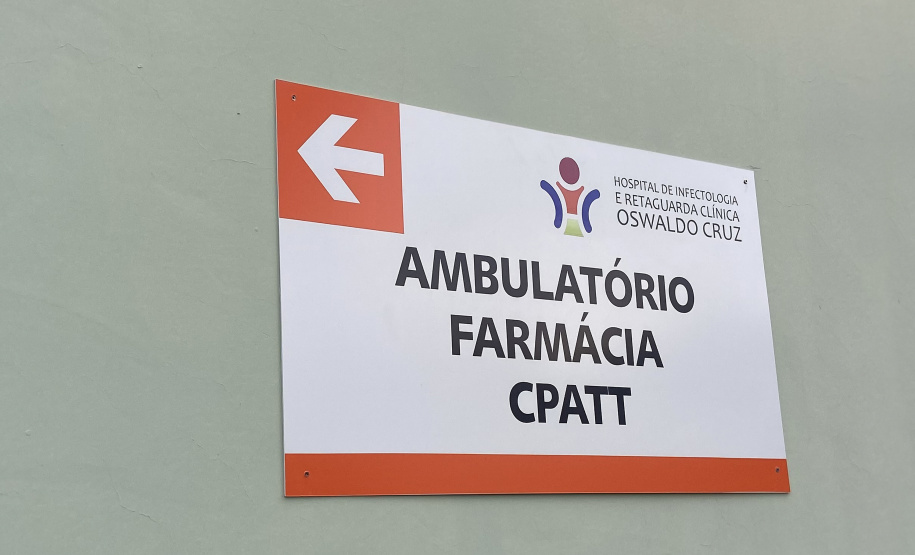 HOSPITAL DE INFECTOLOGIA
E RETAGUARDA CLÍNICA
OSWALDO CRUZ
AMBULATÓRIO
FARMÁCIA
CPATT